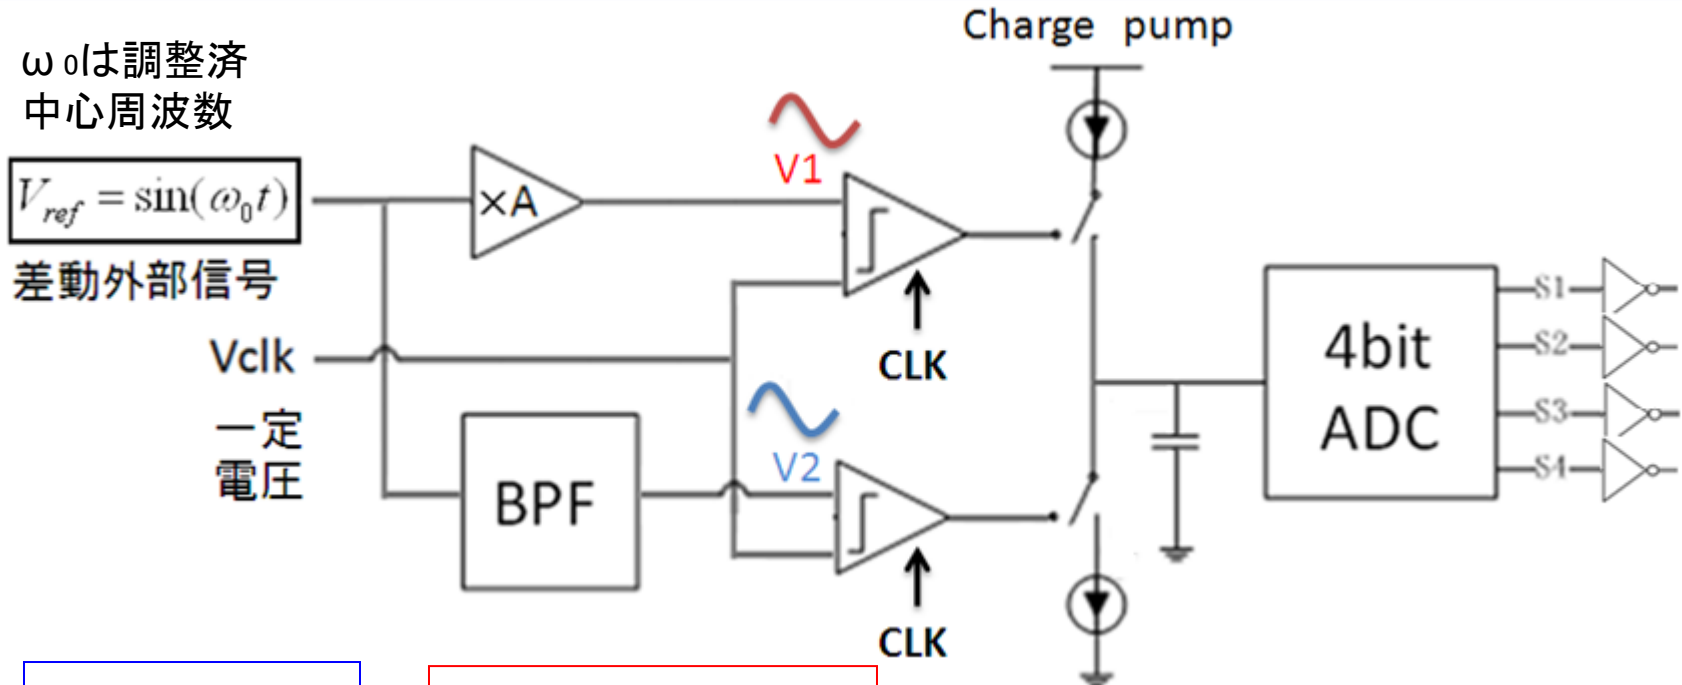 Charge pump
ω0は調整済
中心周波数
V_ref = sin(ω_0 t)
差動外部信号
×A
V1
CLK
Vclk
一定
電圧
BPF
V2
CLK
4bit
ADC
S1
S2
S3
S4